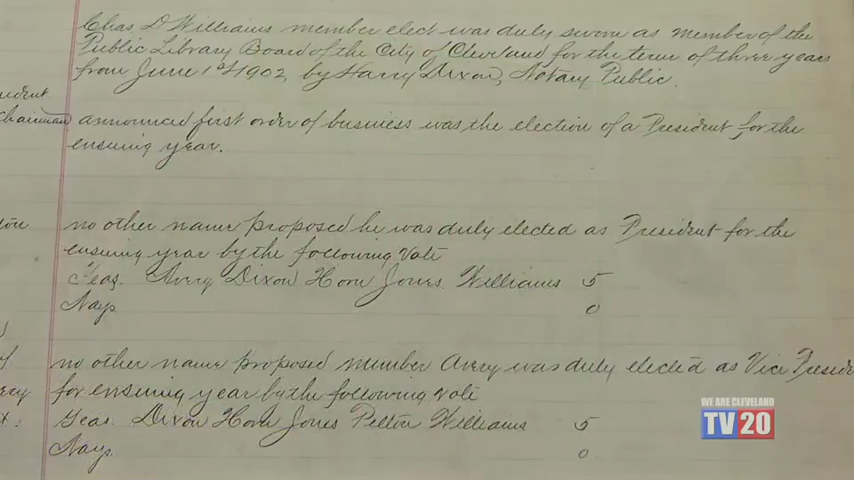 Chas. D Williams member elect was duly sworn as member of the
Public Library Board of the City of Cleveland for the term of three years
from June 1st 1902, by Harry Dixon, Notary Public.
chairman announced first order of business was, the election of a President for the
ensuing year.
no other name proposed he was duly elected as President for the
ensuing year by the following vote
Yeas. Avery Dixon Horn Jones Williams 5
Nays. 0
no other name proposed member Avery was duly elected as Vice Preside
for ensuing year by the following vote
Yeas. Dixon Horn Jones Pelton Williams 5
Nays. 0
WE ARE CLEVELAND
TV20